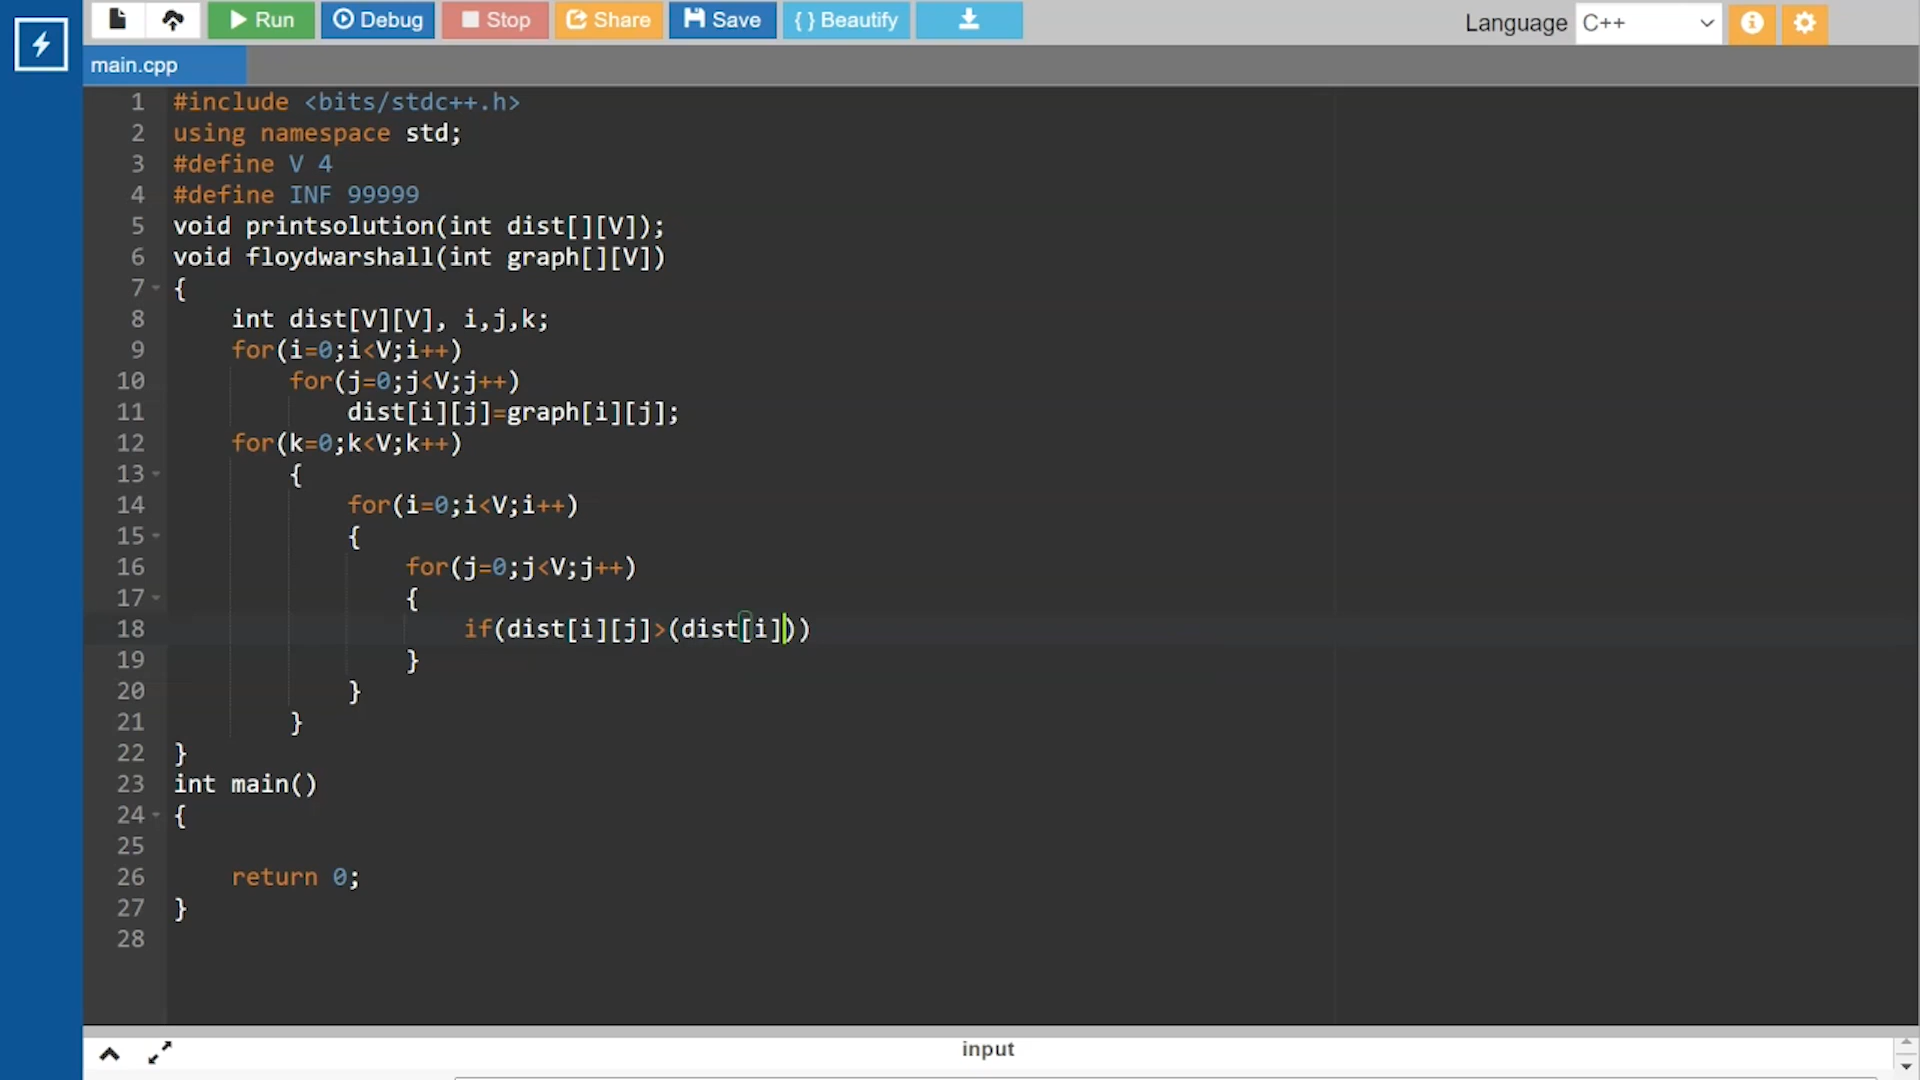 Run Debug Stop Share Save { } Beautify Language C++
main.cpp
1 #include <bits/stdc++.h>
2 using namespace std;
3 #define V 4
4 #define INF 99999
5 void printsolution(int dist[][V]);
6 void floydwarshall(int graph[][V])
7 {
8     int dist[V][V], i,j,k;
9     for(i=0;i<V;i++)
10         for(j=0;j<V;j++)
11             dist[i][j]=graph[i][j];
12     for(k=0;k<V;k++)
13         {
14             for(i=0;i<V;i++)
15             {
16                 for(j=0;j<V;j++)
17                 {
18                     if(dist[i][j]>(dist[i]))
19                 }
20             }
21         }
22 }
23 int main()
24 {
25
26     return 0;
27 }
28
input